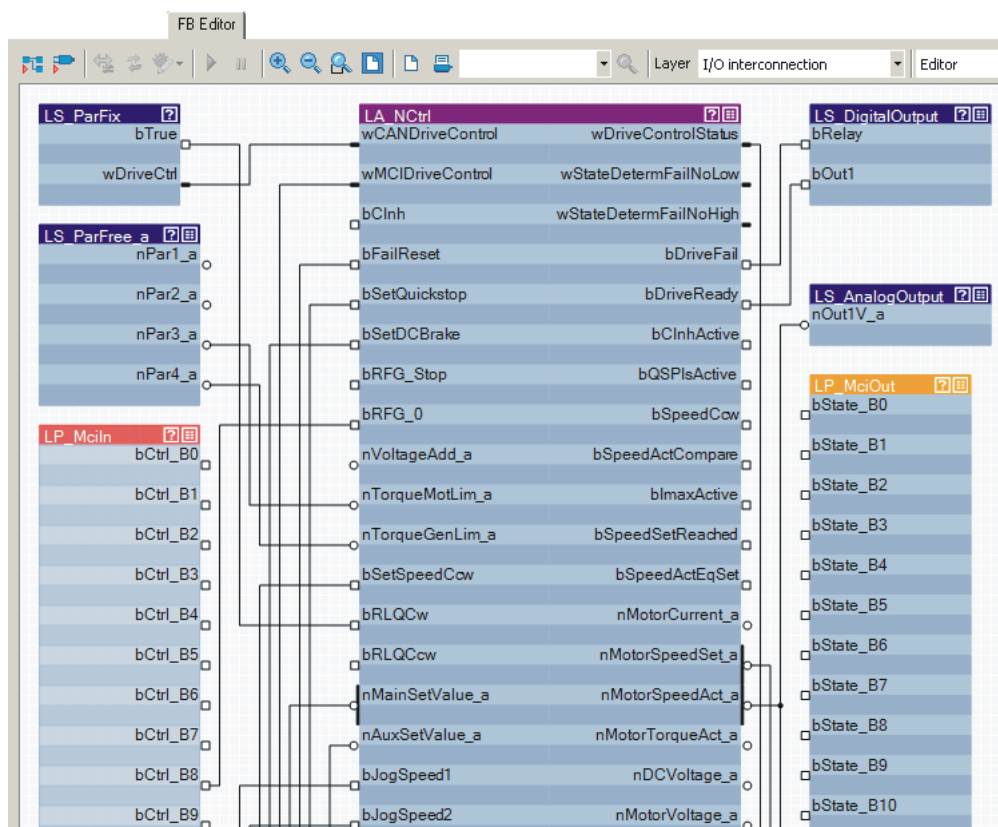 FB Editor
Layer I/O interconnection Editor
LS_ParFix ?
bTrue
wDriveCtrl
LS_ParFree_a ?
nPar1_a
nPar2_a
nPar3_a
nPar4_a
LP_MciIn ?
bCtrl_B0
bCtrl_B1
bCtrl_B2
bCtrl_B3
bCtrl_B4
bCtrl_B5
bCtrl_B6
bCtrl_B7
bCtrl_B8
bCtrl_B9
LA_NCtrl ?
wCANDriveControl wDriveControlStatus
wMCIDriveControl wStateDetermFailNoLow
bCInh wStateDetermFailNoHigh
bFailReset bDriveFail
bSetQuickstop bDriveReady
bSetDCBrake bCInhActive
bRFG_Stop bQSPIsActive
bRFG_0 bSpeedCcw
nVoltageAdd_a bSpeedActCompare
nTorqueMotLim_a bImaxActive
nTorqueGenLim_a bSpeedSetReached
bSetSpeedCcw bSpeedActEqSet
bRLQCw nMotorCurrent_a
bRLQCcw nMotorSpeedSet_a
nMainSetValue_a nMotorSpeedAct_a
nAuxSetValue_a nMotorTorqueAct_a
bJogSpeed1 nDCVoltage_a
bJogSpeed2 nMotorVoltage_a
LS_DigitalOutput ?
bRelay
bOut1
LS_AnalogOutput ?
nOut1V_a
LP_MciOut ?
bState_B0
bState_B1
bState_B2
bState_B3
bState_B4
bState_B5
bState_B6
bState_B7
bState_B8
bState_B9
bState_B10